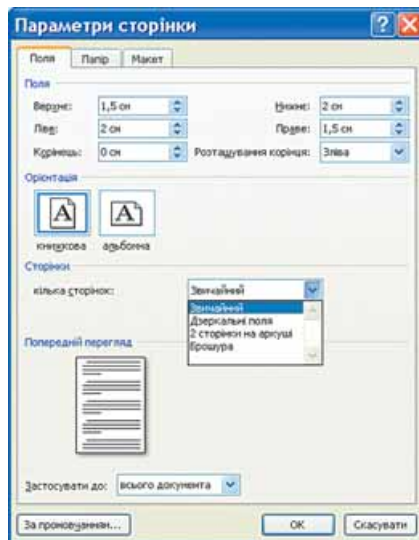 Параметри сторінки
Поля Папір Макет
Поля
Верхнє: 1,5 см Нижнє: 2 см
Ліве: 2 см Праве: 1,5 см
Корінець: 0 см Розташування корінця: Зліва
Орієнтація
книжкова альбомна
Сторінки
кілька сторінок: Звичайний
Звичайний
Дзеркальні поля
2 сторінки на аркуші
Брошура
Попередній перегляд
Застосувати до: всього документа
За промовчанням... ОК Скасувати